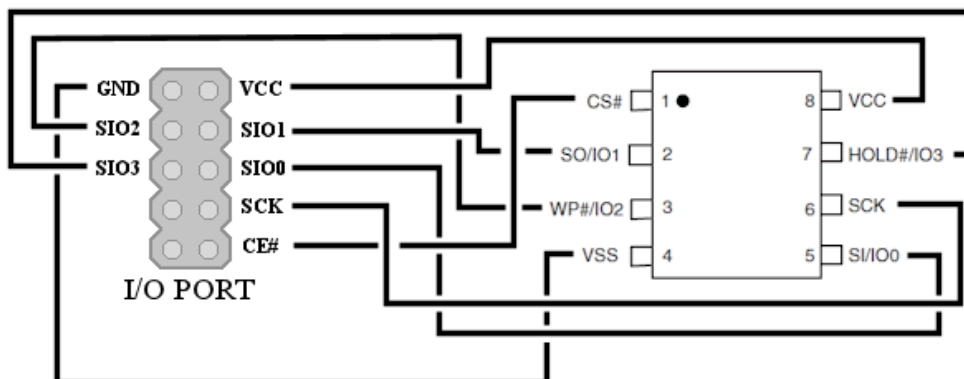 GND VCC
SIO2 SIO1
SIO3 SIO0
SCK
CE#
I/O PORT
CS# 1 8 VCC
SO/IO1 2 7 HOLD#/IO3
WP#/IO2 3 6 SCK
VSS 4 5 SI/IO0